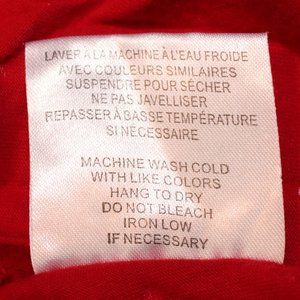 LAVER À LA MACHINE À L'EAU FROIDE
AVEC COULEURS SIMILAIRES
SUSPENDRE POUR SÉCHER
NE PAS JAVELLISER
REPASSER À BASSE TEMPÉRATURE
SI NECESSAIRE
MACHINE WASH COLD
WITH LIKE COLORS
HANG TO DRY
DO NOT BLEACH
IRON LOW
IF NECESSARY